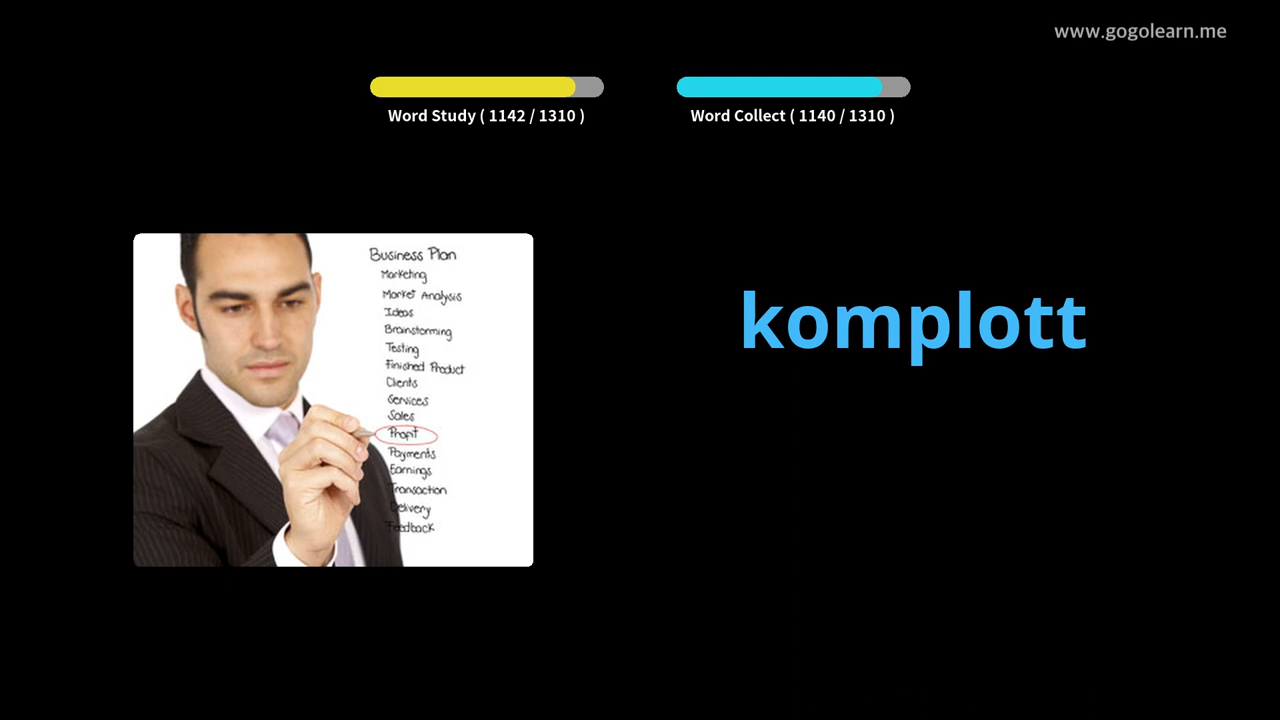 www.gogolearn.me
Word Study ( 1142 / 1310 )
Word Collect ( 1140 / 1310 )
Business Plan
Marketing
Market Analysis
Ideas
Brainstorming
Testing
Finished Product
Clients
Services
Sales
Profit
Payments
Earnings
Transaction
Delivery
Feedback
komplott